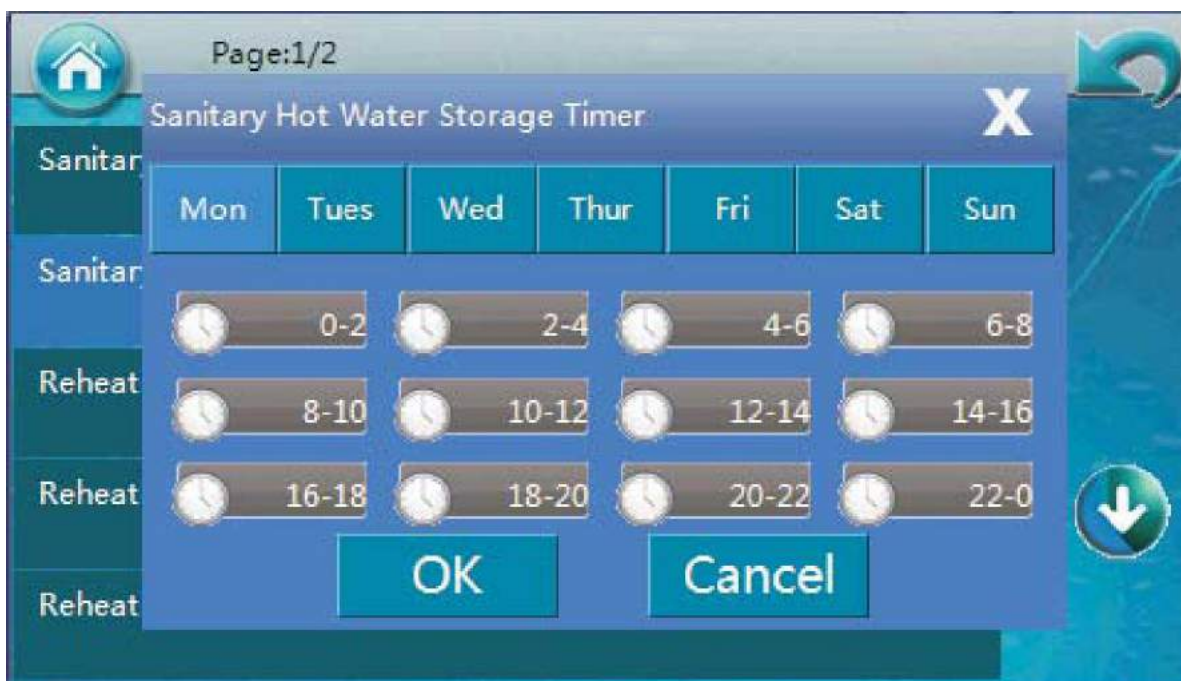 Page:1/2
Sanitary Hot Water Storage Timer X
Sanitar
Mon Tues Wed Thur Fri Sat Sun
Sanitar
0-2 2-4 4-6 6-8
Reheat
8-10 10-12 12-14 14-16
Reheat
16-18 18-20 20-22 22-0
OK Cancel
Reheat